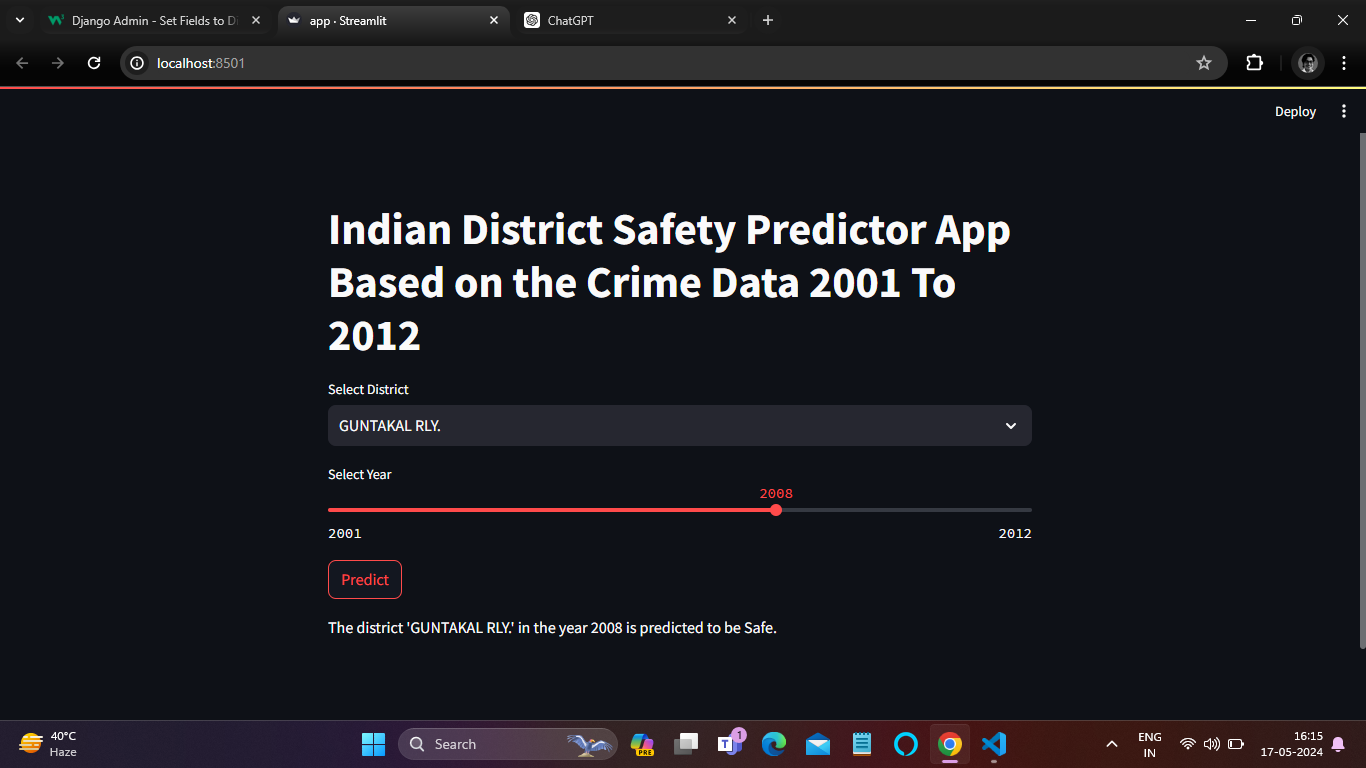 Django Admin - Set Fields to D
app · Streamlit
ChatGPT
localhost:8501
Deploy
Indian District Safety Predictor App
Based on the Crime Data 2001 To
2012
Select District
GUNTAKAL RLY.
Select Year
2008
2001
2012
Predict
The district 'GUNTAKAL RLY.' in the year 2008 is predicted to be Safe.
40°C
Haze
Search
PRE
1
ENG
IN
16:15
17-05-2024